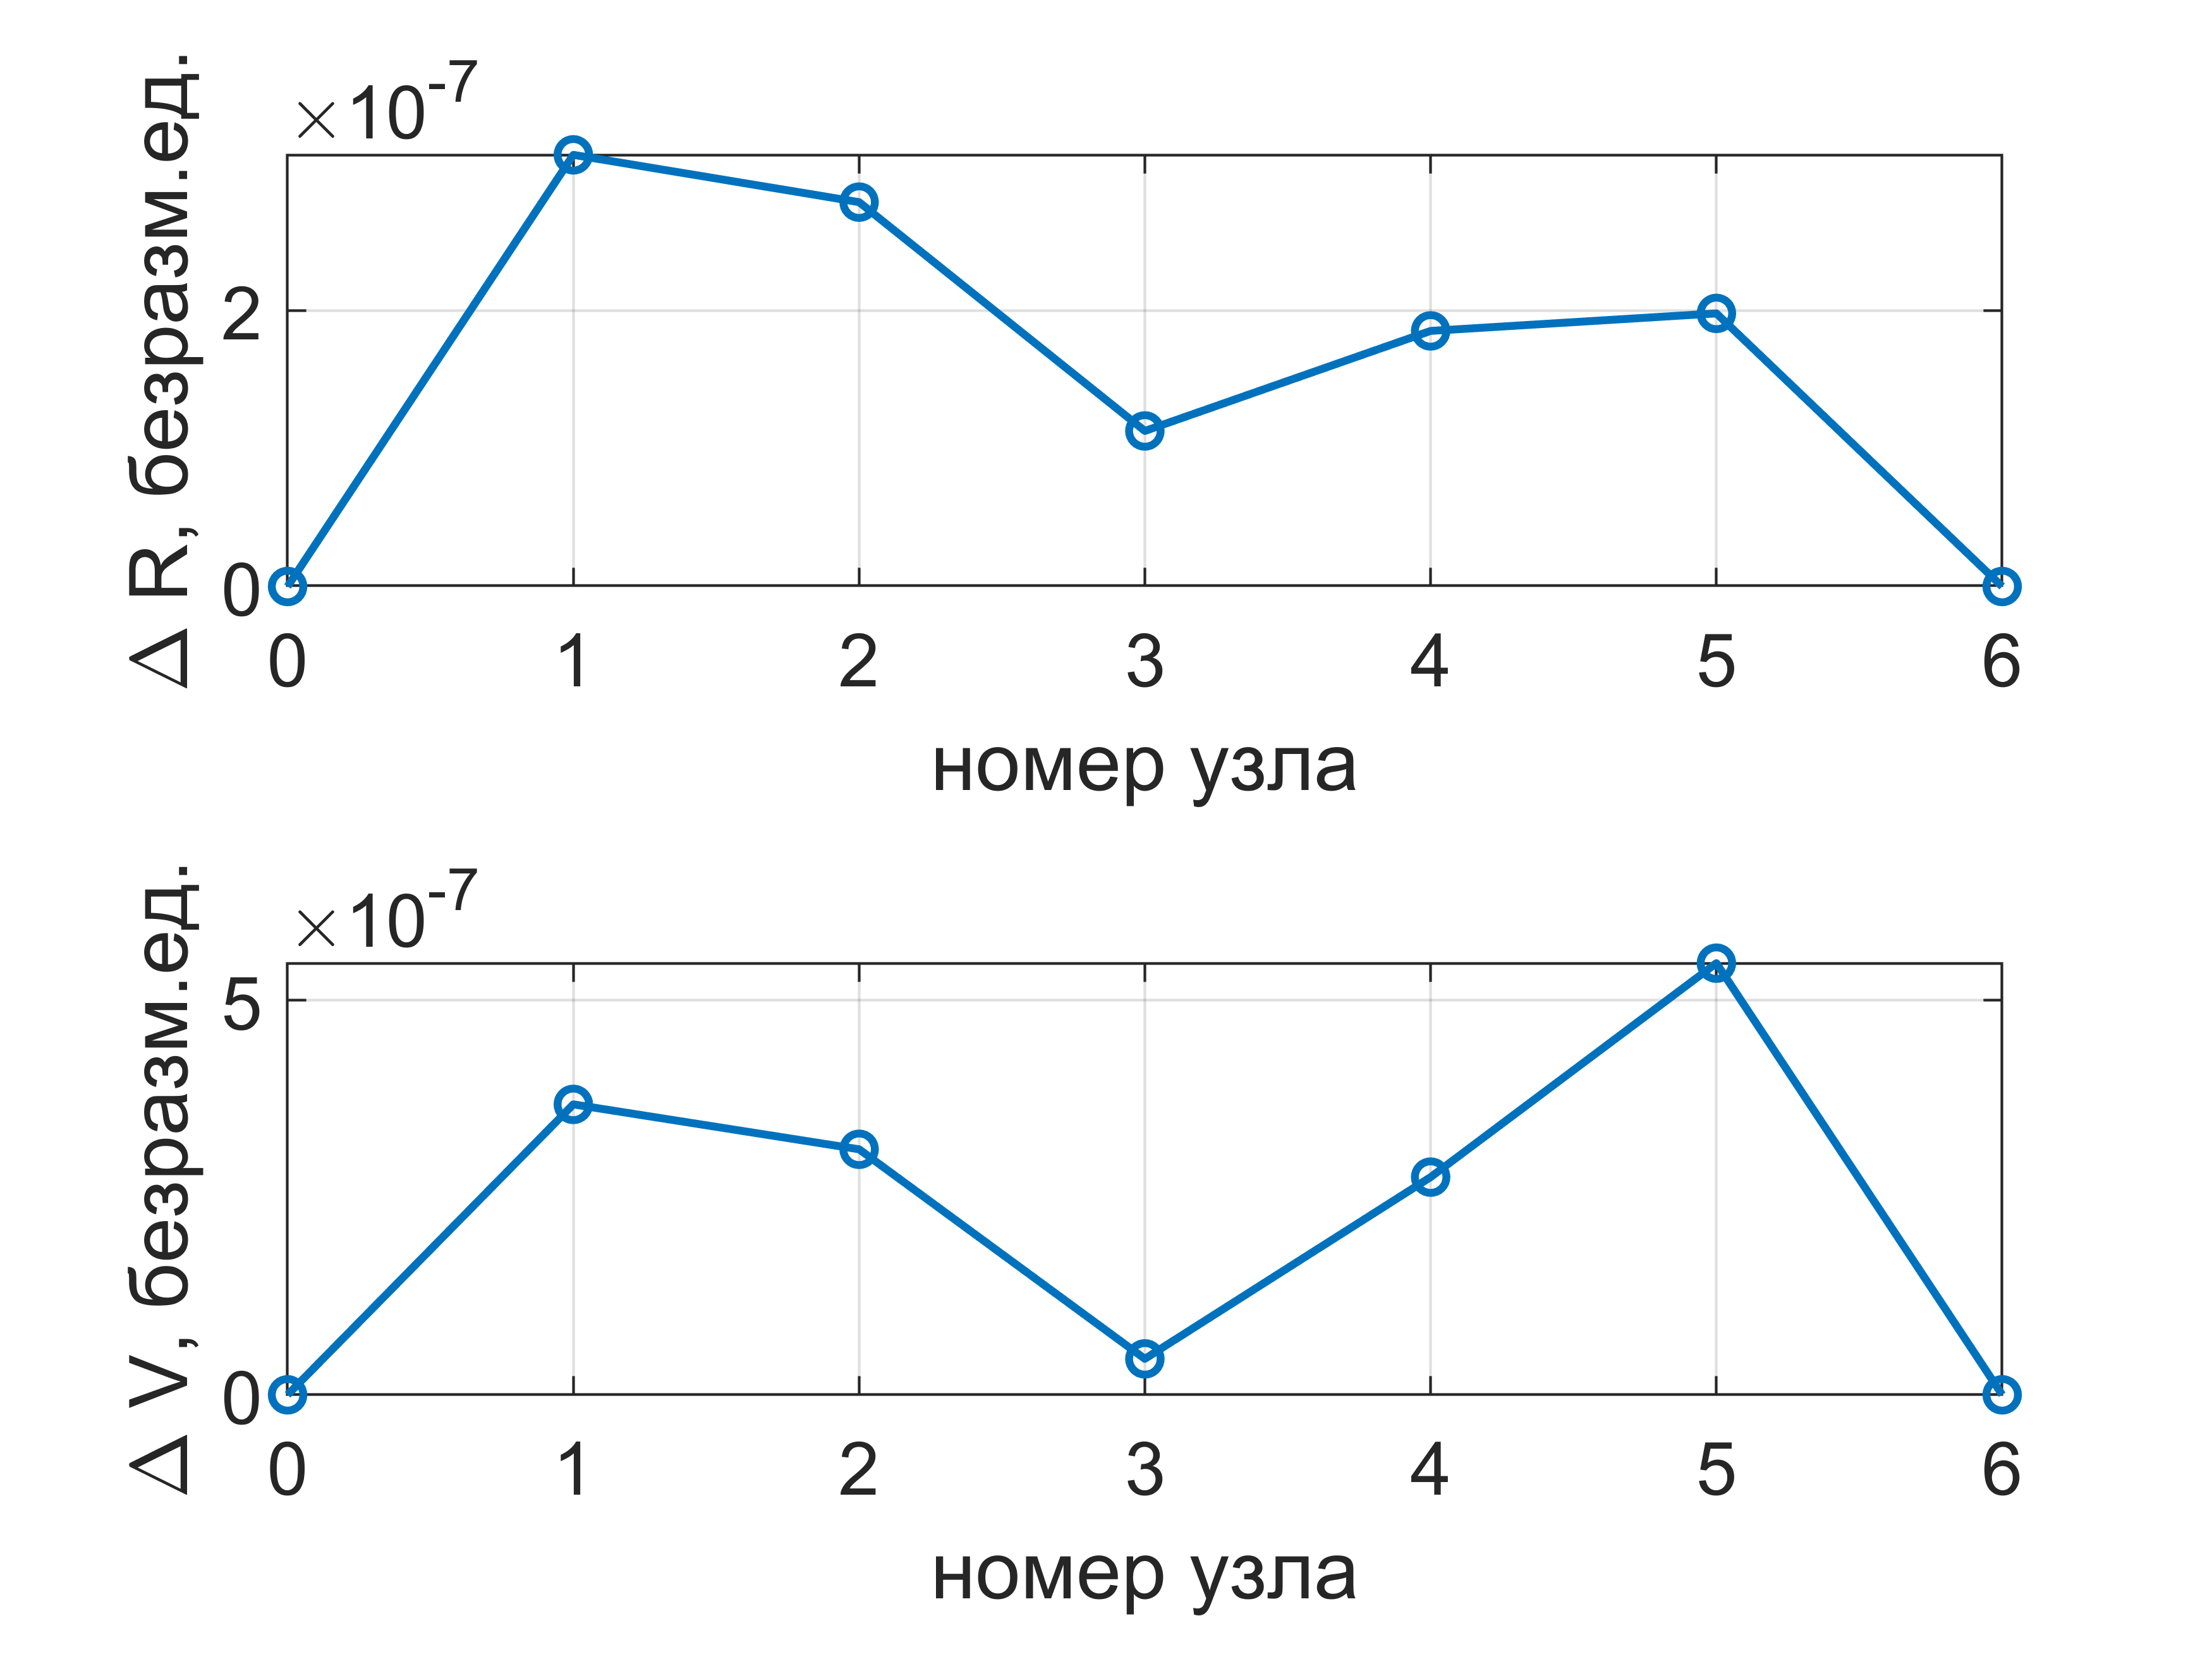 ×10-7
Δ R, безразм.ед.
2
0
0 1 2 3 4 5 6
номер узла
×10-7
Δ V, безразм.ед.
5
0
0 1 2 3 4 5 6
номер узла